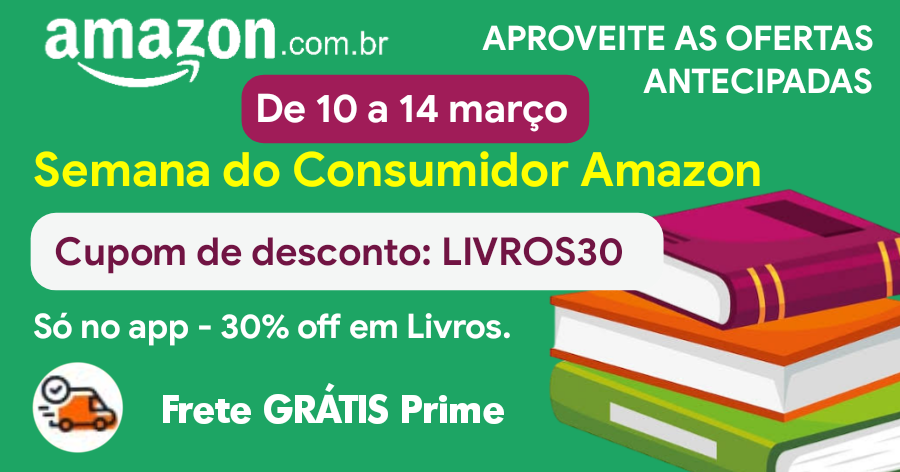 amazon.com.br
APROVEITE AS OFERTAS
ANTECIPADAS
De 10 a 14 março
Semana do Consumidor Amazon
Cupom de desconto: LIVROS30
Só no app - 30% off em Livros.
Frete GRÁTIS Prime